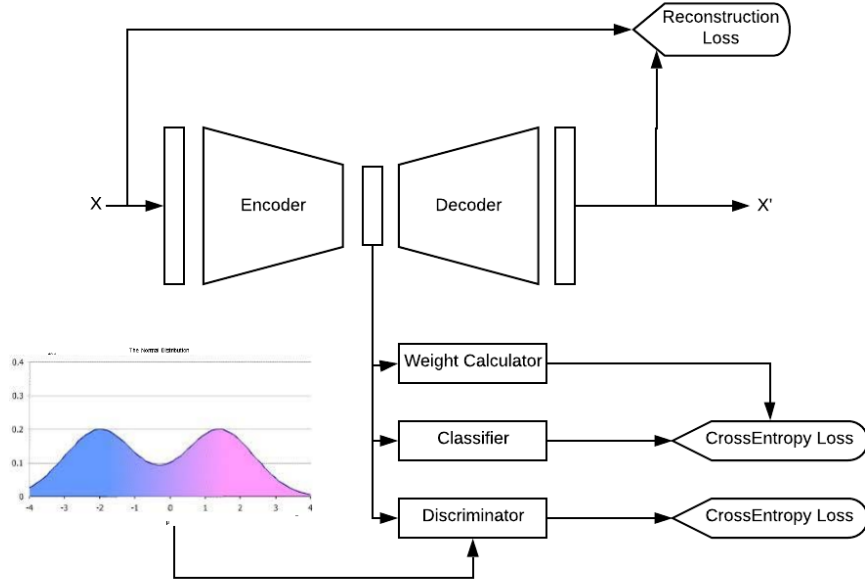 Reconstruction
Loss
X
Encoder
Decoder
X'
The Normal Distribution
0.4
0.3
0.2
0.1
0
-4
-3
-2
-1
0
1
2
3
4
Weight Calculator
Classifier
CrossEntropy Loss
Discriminator
CrossEntropy Loss